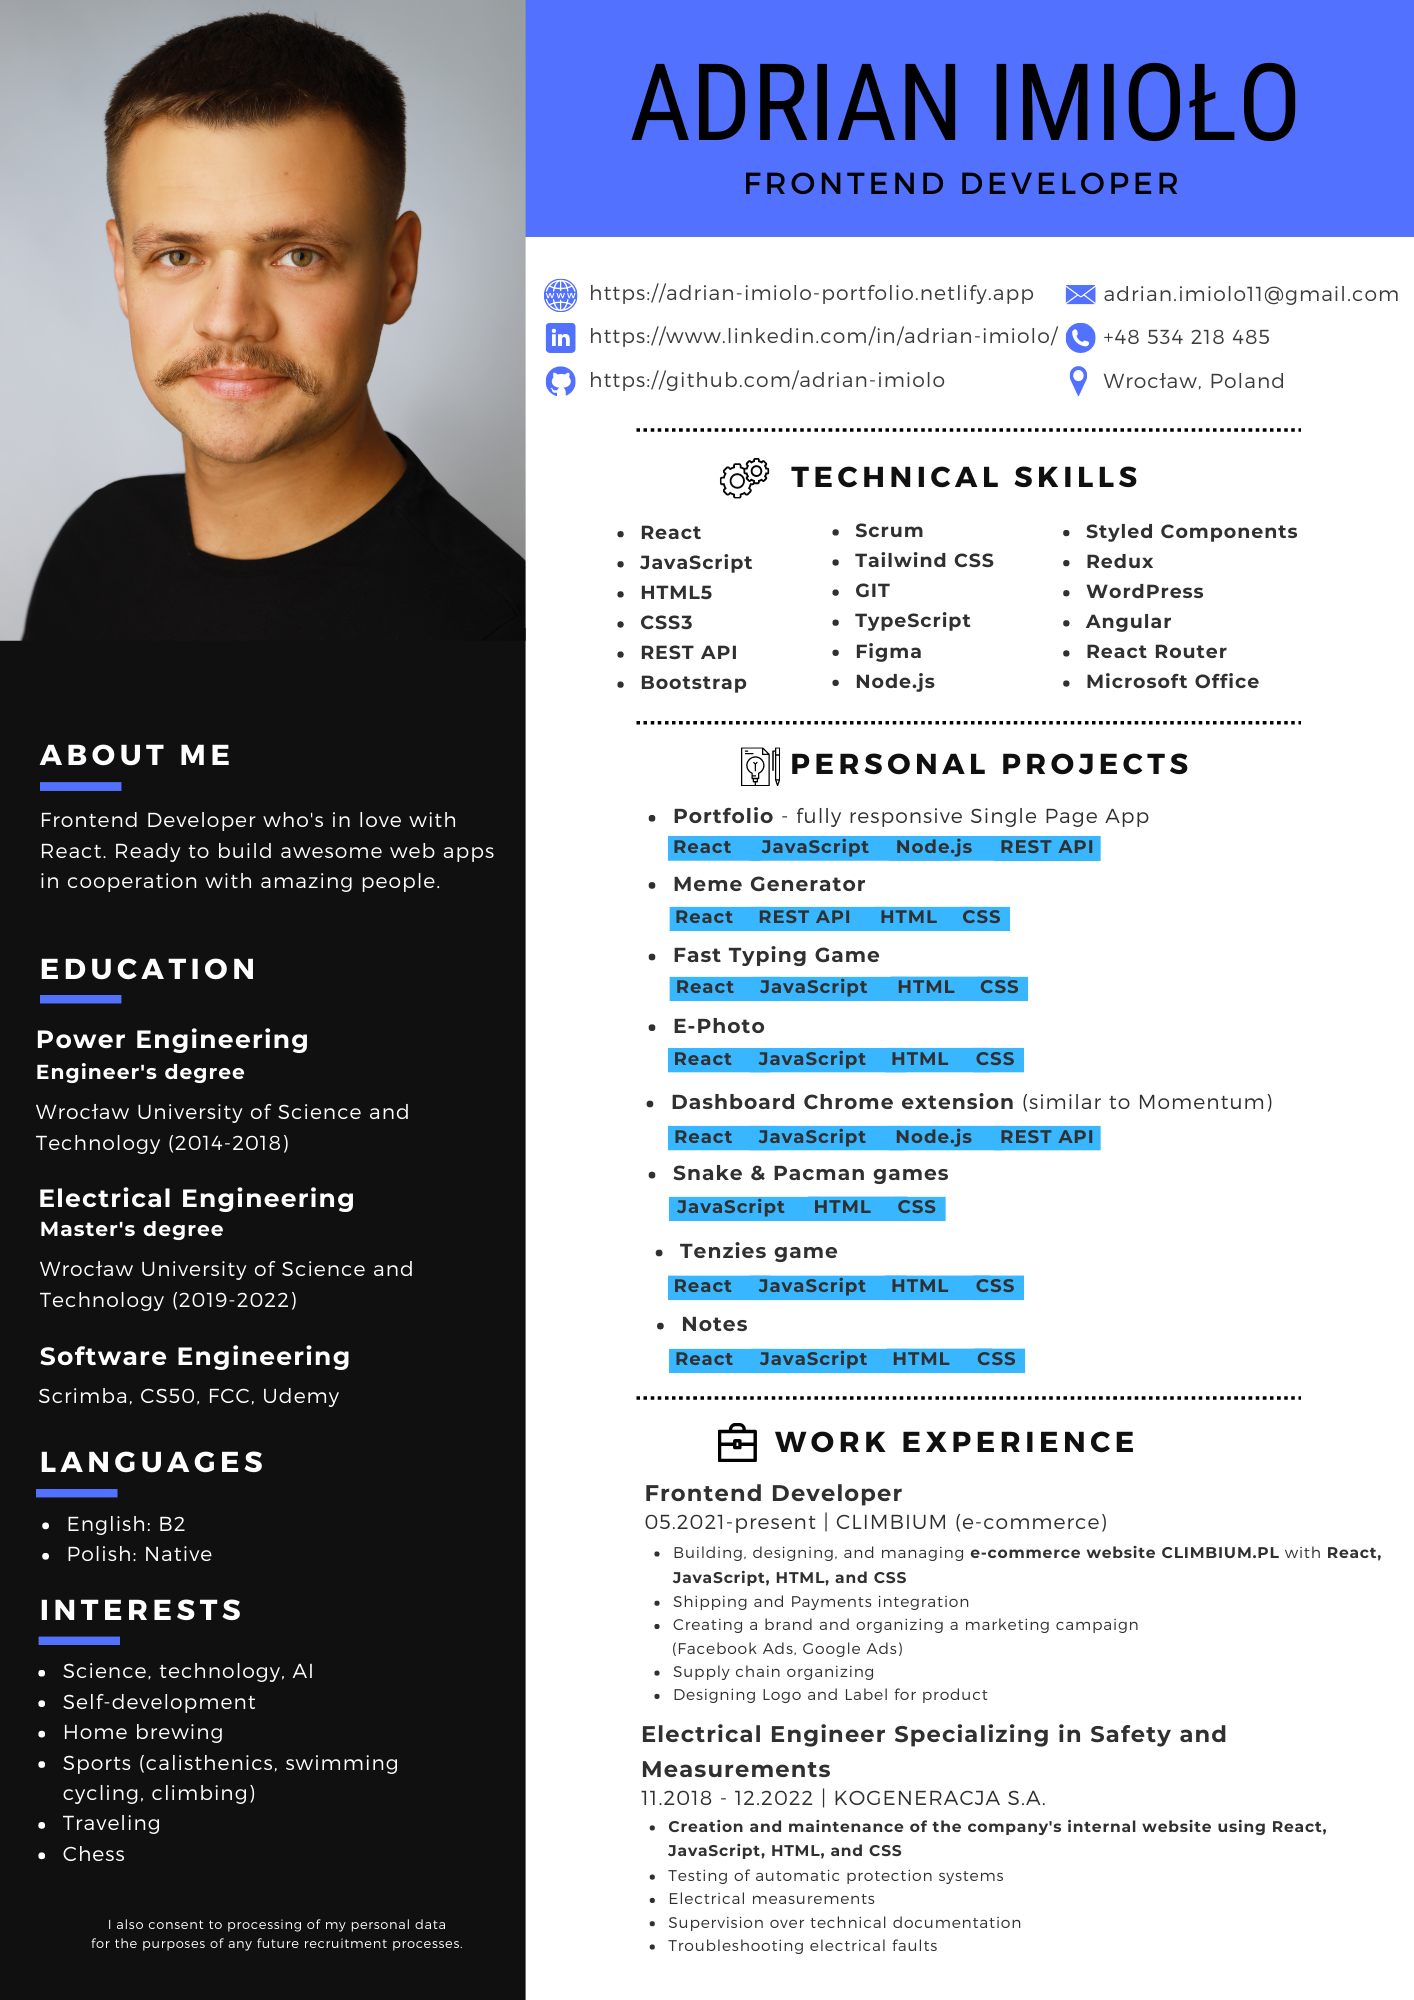 ADRIAN IMIOŁO
FRONTEND DEVELOPER
https://adrian-imiolo-portfolio.netlify.app
https://www.linkedin.com/in/adrian-imiolo/
https://github.com/adrian-imiolo
adrian.imiolo11@gmail.com
+48 534 218 485
Wrocław, Poland
TECHNICAL SKILLS
• React
• JavaScript
• HTML5
• CSS3
• REST API
• Bootstrap
• Scrum
• Tailwind CSS
• GIT
• TypeScript
• Figma
• Node.js
• Styled Components
• Redux
• WordPress
• Angular
• React Router
• Microsoft Office
PERSONAL PROJECTS
• Portfolio - fully responsive Single Page App
React JavaScript Node.js REST API
• Meme Generator
React REST API HTML CSS
• Fast Typing Game
React JavaScript HTML CSS
• E-Photo
React JavaScript HTML CSS
• Dashboard Chrome extension (similar to Momentum)
React JavaScript Node.js REST API
• Snake & Pacman games
JavaScript HTML CSS
• Tenzies game
React JavaScript HTML CSS
• Notes
React JavaScript HTML CSS
WORK EXPERIENCE
Frontend Developer
05.2021-present | CLIMBIUM (e-commerce)
• Building, designing, and managing e-commerce website CLIMBIUM.PL with React,
JavaScript, HTML, and CSS
• Shipping and Payments integration
• Creating a brand and organizing a marketing campaign
(Facebook Ads, Google Ads)
• Supply chain organizing
• Designing Logo and Label for product
Electrical Engineer Specializing in Safety and
Measurements
11.2018 - 12.2022 | KOGENERACJA S.A.
• Creation and maintenance of the company's internal website using React,
JavaScript, HTML, and CSS
• Testing of automatic protection systems
• Electrical measurements
• Supervision over technical documentation
• Troubleshooting electrical faults
ABOUT ME
Frontend Developer who's in love with
React. Ready to build awesome web apps
in cooperation with amazing people.
EDUCATION
Power Engineering
Engineer's degree
Wrocław University of Science and
Technology (2014-2018)
Electrical Engineering
Master's degree
Wrocław University of Science and
Technology (2019-2022)
Software Engineering
Scrimba, CS50, FCC, Udemy
LANGUAGES
• English: B2
• Polish: Native
INTERESTS
• Science, technology, AI
• Self-development
• Home brewing
• Sports (calisthenics, swimming
cycling, climbing)
• Traveling
• Chess
I also consent to processing of my personal data
for the purposes of any future recruitment processes.